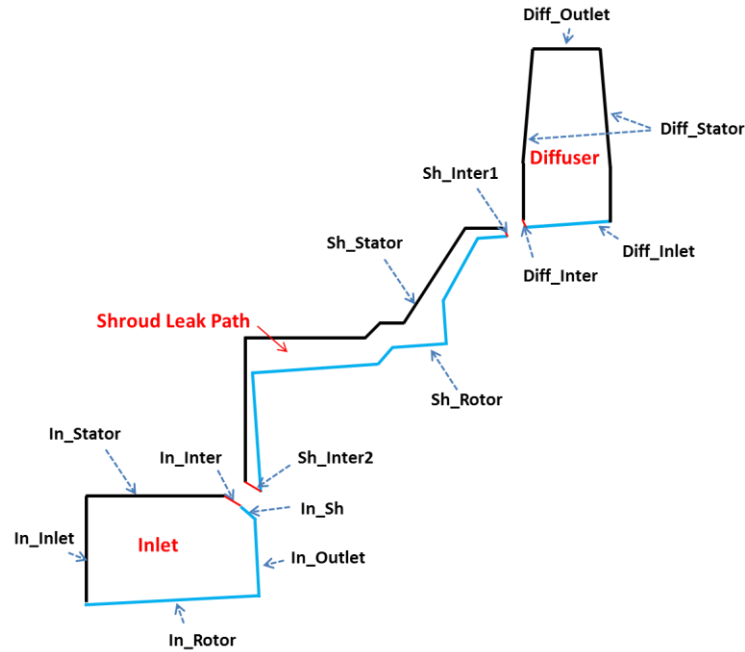 Diff_Outlet
Diff_Stator
Diffuser
Sh_Inter1
Sh_Stator
Diff_Inter
Diff_Inlet
Shroud Leak Path
Sh_Rotor
In_Stator
In_Inter
Sh_Inter2
In_Sh
In_Inlet
Inlet
In_Outlet
In_Rotor